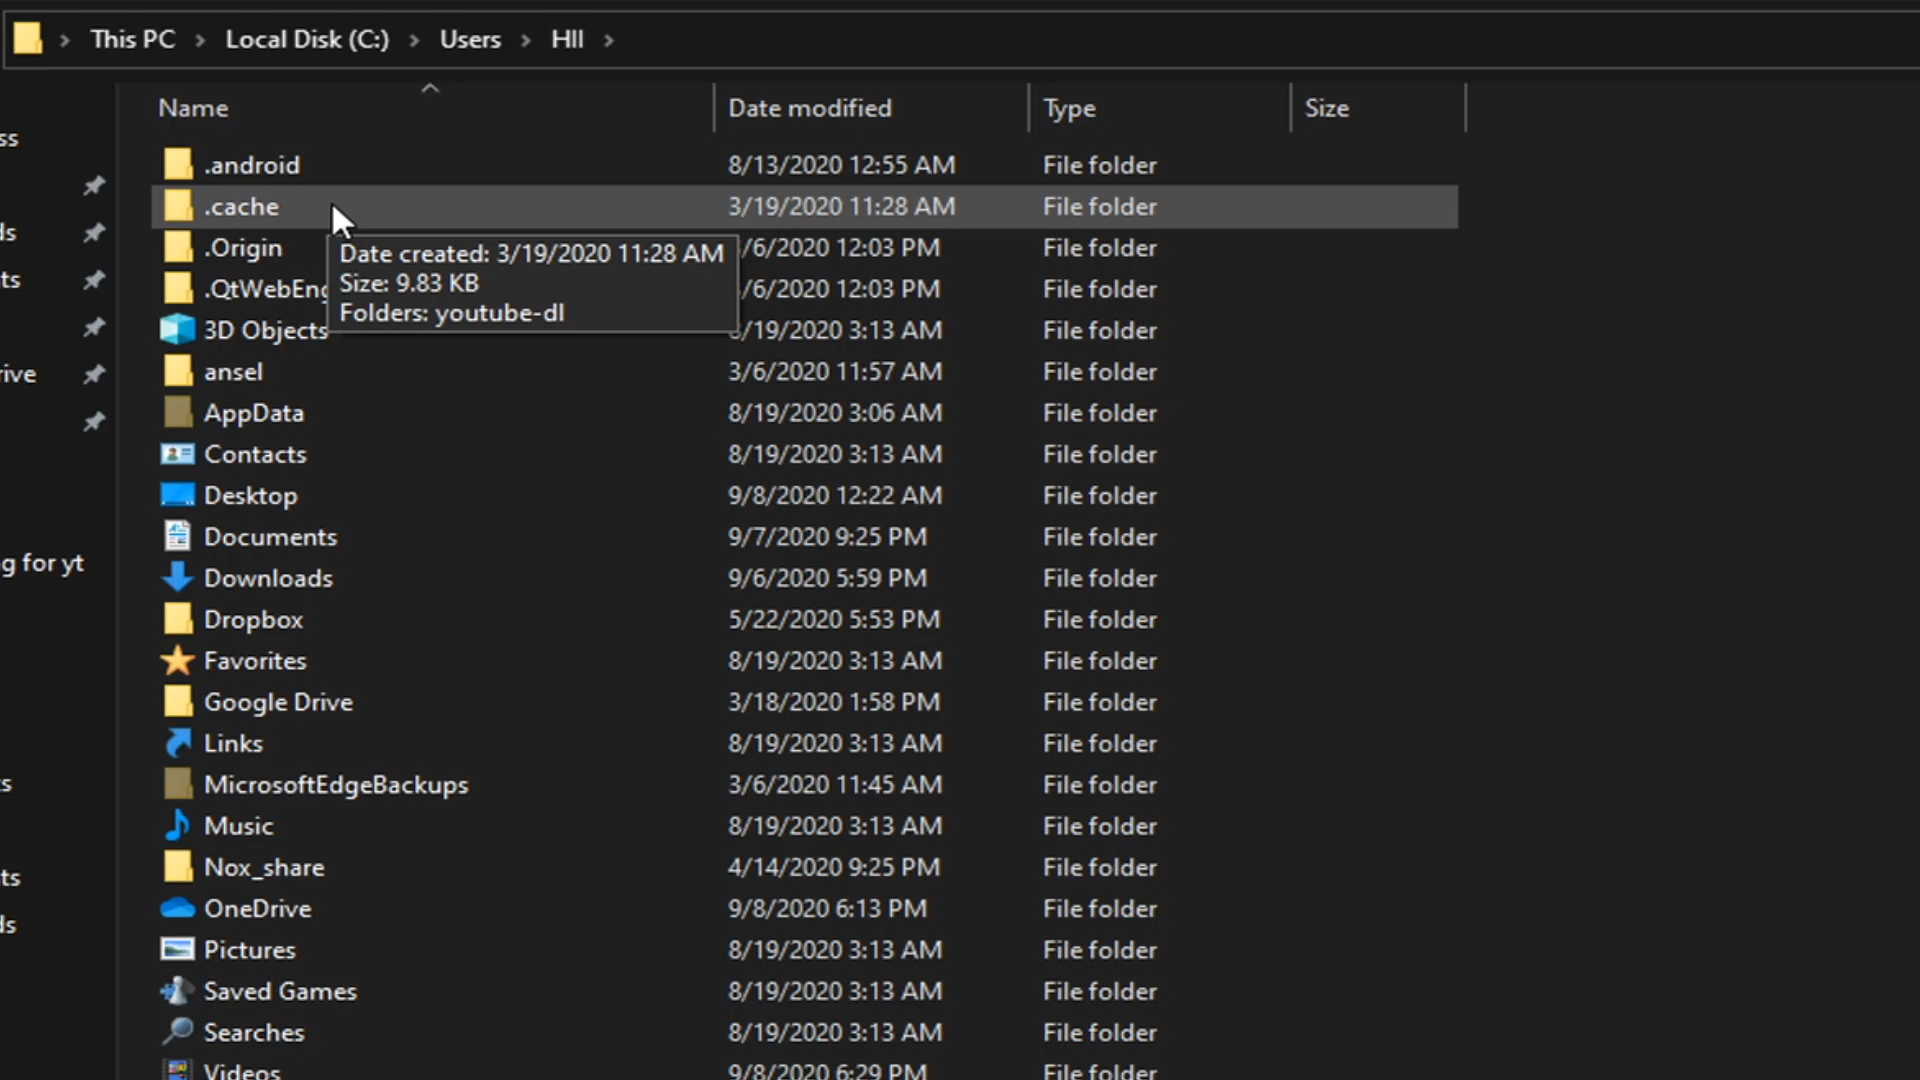 This PC > Local Disk (C:) > Users > HII >
Name Date modified Type Size
ss
.android 8/13/2020 12:55 AM File folder
.cache 3/19/2020 11:28 AM File folder
ds
.Origin /6/2020 12:03 PM File folder
Date created: 3/19/2020 11:28 AM
Size: 9.83 KB
Folders: youtube-dl
nts
.QtWebEng /6/2020 12:03 PM File folder
3D Objects 8/19/2020 3:13 AM File folder
rive
ansel 3/6/2020 11:57 AM File folder
AppData 8/19/2020 3:06 AM File folder
Contacts 8/19/2020 3:13 AM File folder
Desktop 9/8/2020 12:22 AM File folder
Documents 9/7/2020 9:25 PM File folder
g for yt
Downloads 9/6/2020 5:59 PM File folder
Dropbox 5/22/2020 5:53 PM File folder
Favorites 8/19/2020 3:13 AM File folder
Google Drive 3/18/2020 1:58 PM File folder
Links 8/19/2020 3:13 AM File folder
ts
MicrosoftEdgeBackups 3/6/2020 11:45 AM File folder
Music 8/19/2020 3:13 AM File folder
Nox_share 4/14/2020 9:25 PM File folder
nts
OneDrive 9/8/2020 6:13 PM File folder
ds
Pictures 8/19/2020 3:13 AM File folder
Saved Games 8/19/2020 3:13 AM File folder
Searches 8/19/2020 3:13 AM File folder
Videos 9/8/2020 6:29 PM File folder